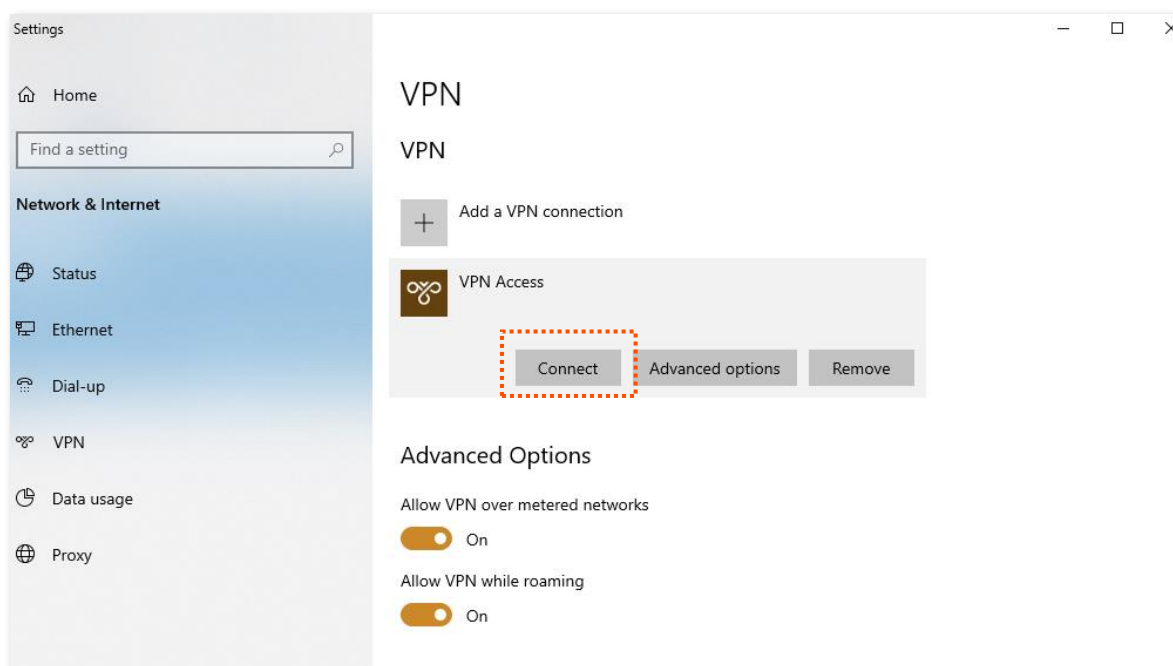 Settings
Home
Find a setting
Network & Internet
Status
Ethernet
Dial-up
VPN
Data usage
Proxy
VPN
VPN
Add a VPN connection
VPN Access
Connect
Advanced options
Remove
Advanced Options
Allow VPN over metered networks
On
Allow VPN while roaming
On